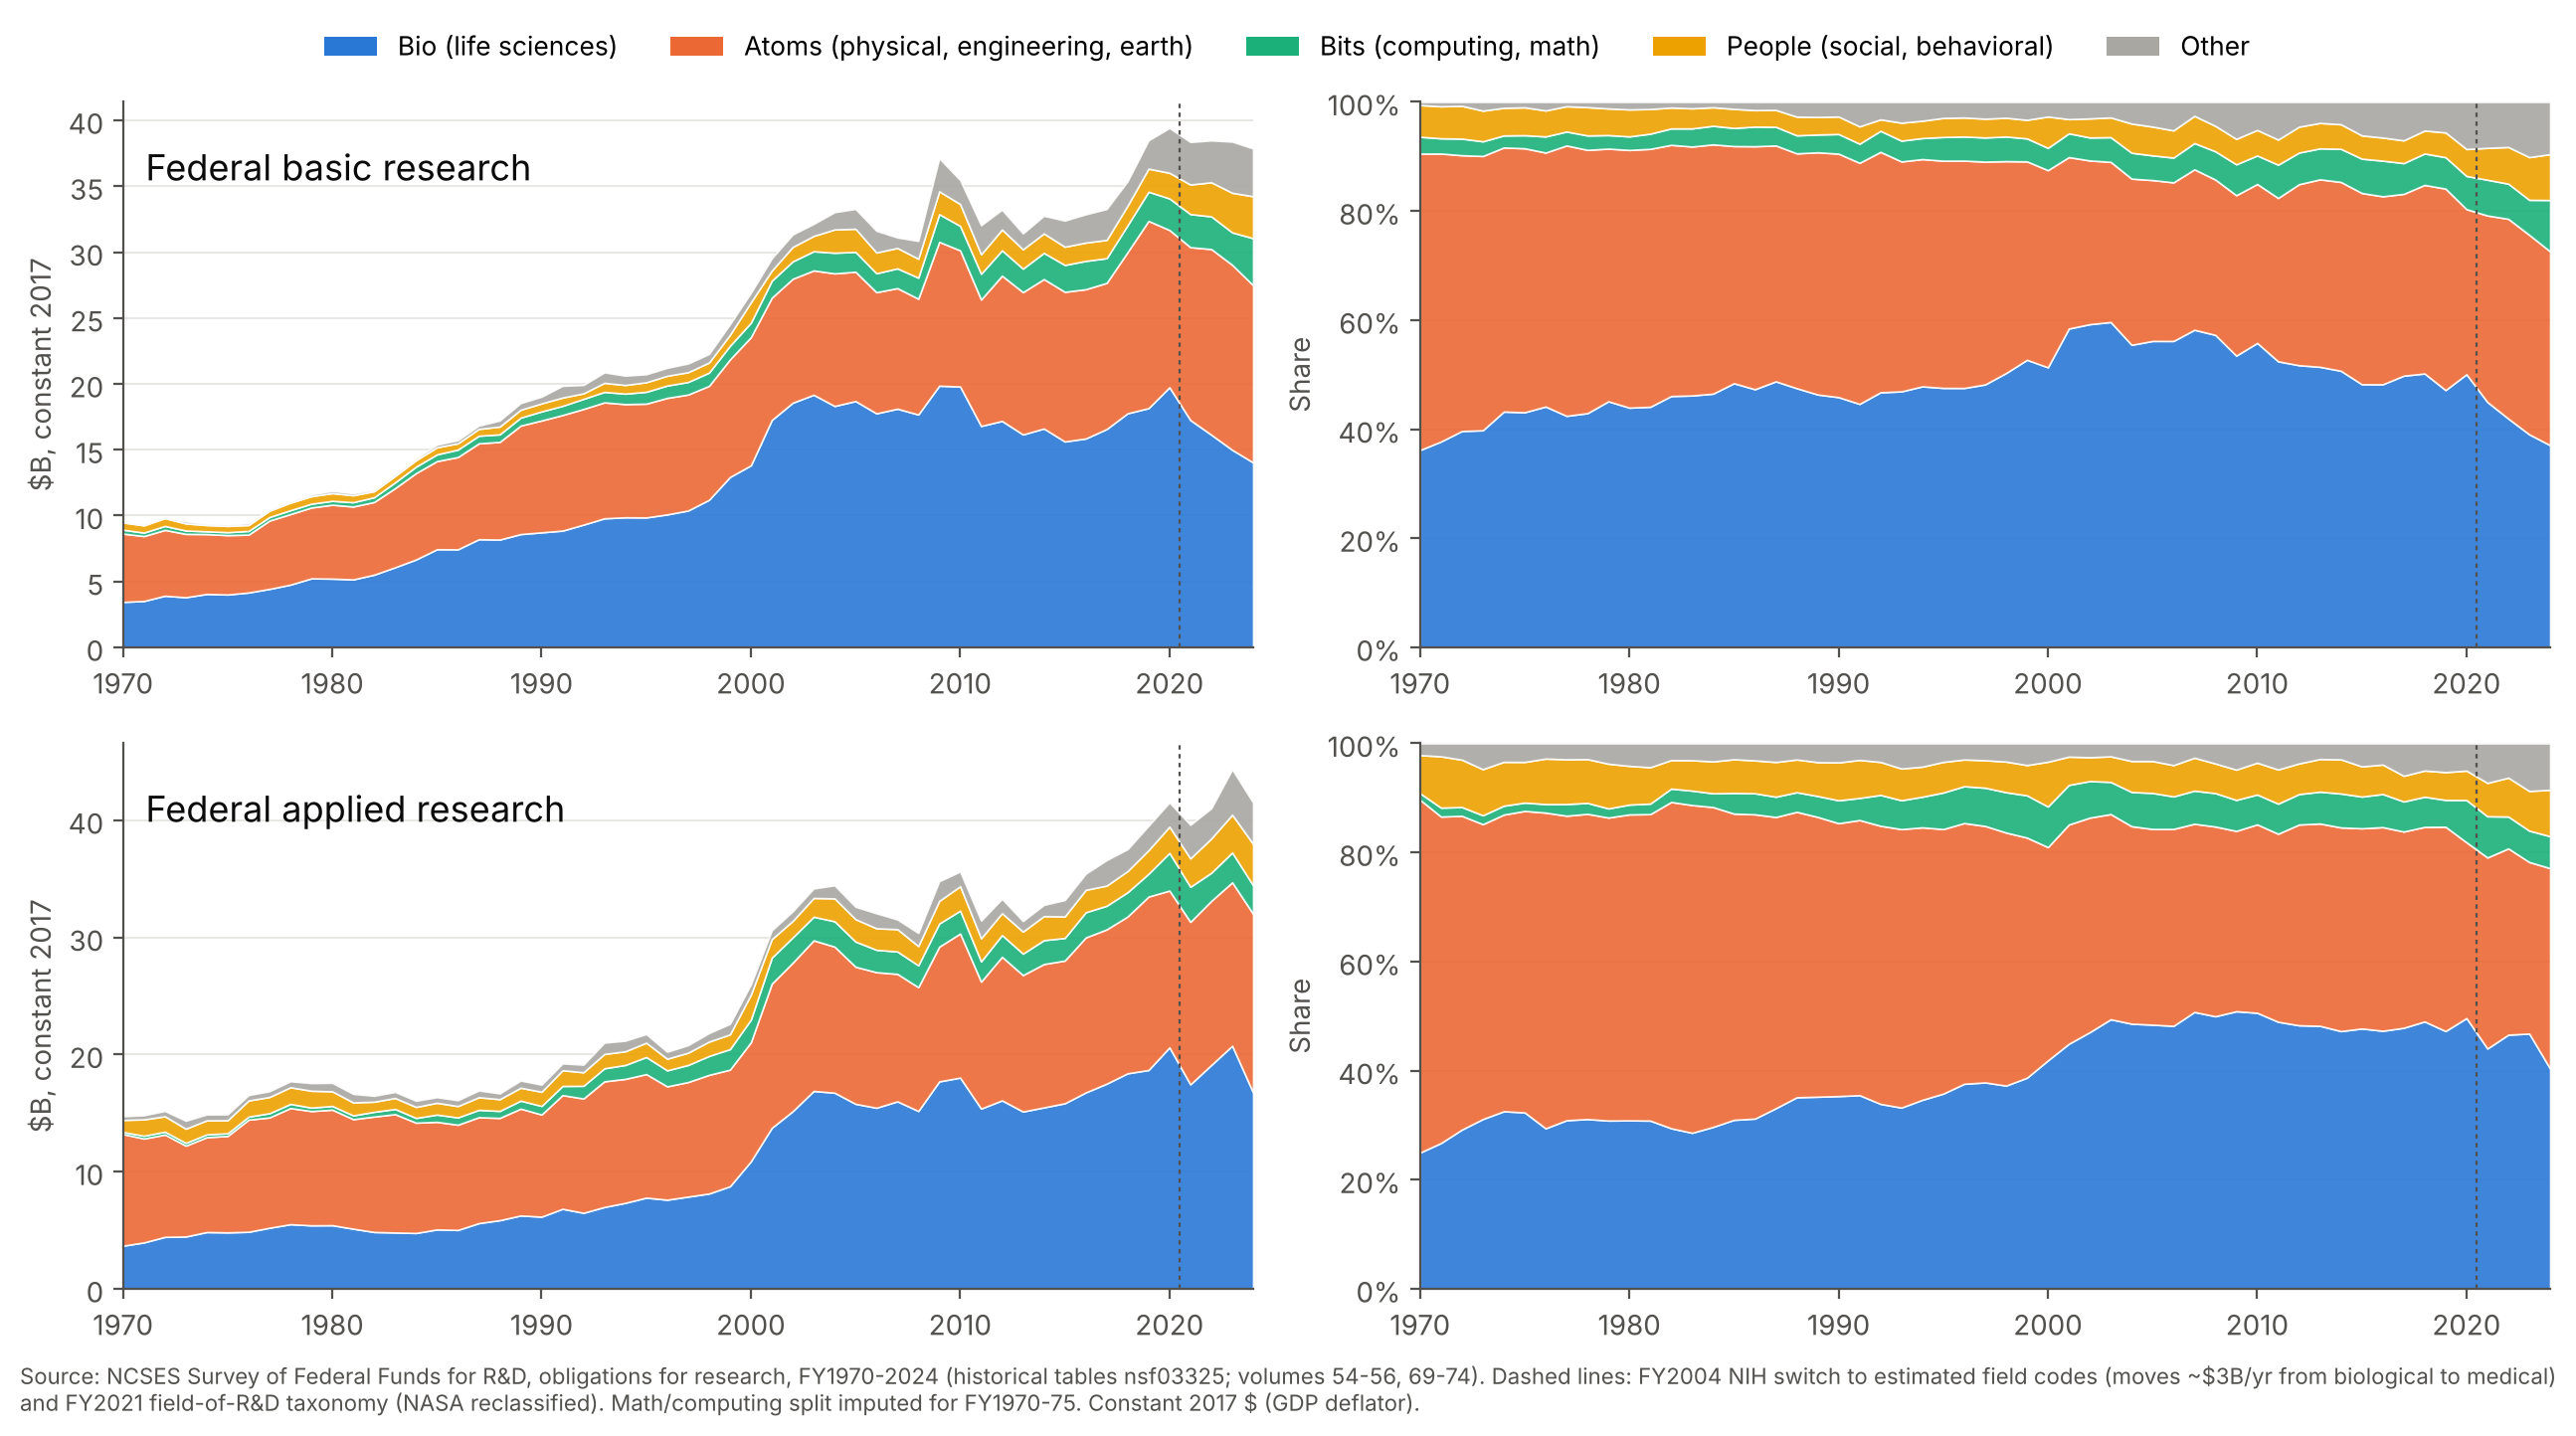 Bio (life sciences) Atoms (physical, engineering, earth) Bits (computing, math) People (social, behavioral) Other
Federal basic research
$B, constant 2017
40
35
30
25
20
15
10
5
0
1970 1980 1990 2000 2010 2020
Share
100%
80%
60%
40%
20%
0%
1970 1980 1990 2000 2010 2020
Federal applied research
$B, constant 2017
40
30
20
10
0
1970 1980 1990 2000 2010 2020
Share
100%
80%
60%
40%
20%
0%
1970 1980 1990 2000 2010 2020
Source: NCSES Survey of Federal Funds for R&D, obligations for research, FY1970-2024 (historical tables nsf03325; volumes 54-56, 69-74). Dashed lines: FY2004 NIH switch to estimated field codes (moves ~$3B/yr from biological to medical)
and FY2021 field-of-R&D taxonomy (NASA reclassified). Math/computing split imputed for FY1970-75. Constant 2017 $ (GDP deflator).